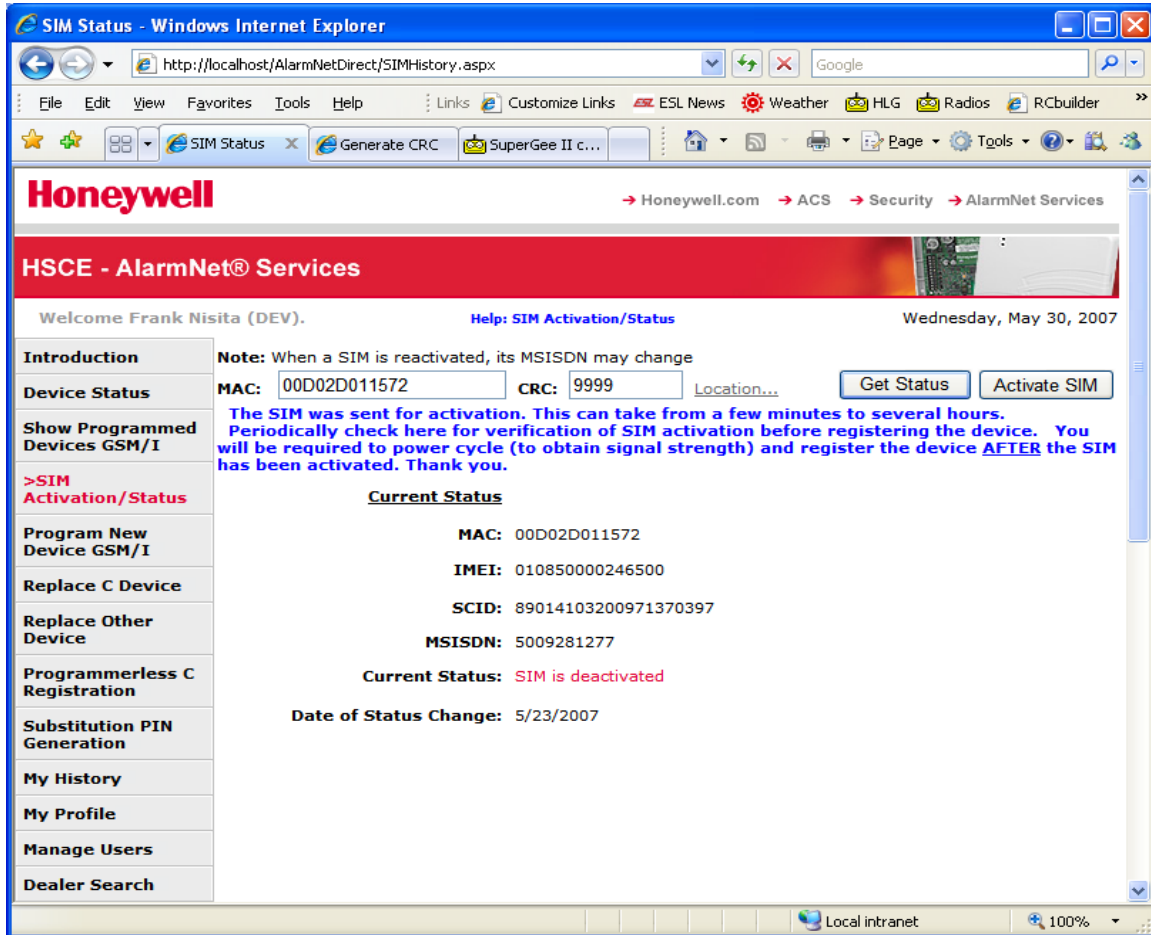 SIM Status - Windows Internet Explorer
http://localhost/AlarmNetDirect/SIMHistory.aspx
Google
File Edit View Favorites Tools Help Links Customize Links ESL News Weather HLG Radios RCbuilder »
SIM Status X Generate CRC SuperGee II c... Page Tools
Honeywell
→ Honeywell.com → ACS → Security → AlarmNet Services
HSCE - AlarmNet® Services
Welcome Frank Nisita (DEV). Help: SIM Activation/Status Wednesday, May 30, 2007
Introduction
Device Status
Show Programmed
Devices GSM/I
>SIM
Activation/Status
Program New
Device GSM/I
Replace C Device
Replace Other
Device
Programmerless C
Registration
Substitution PIN
Generation
My History
My Profile
Manage Users
Dealer Search
Note: When a SIM is reactivated, its MSISDN may change
MAC: 00D02D011572 CRC: 9999 Location... Get Status Activate SIM
The SIM was sent for activation. This can take from a few minutes to several hours.
Periodically check here for verification of SIM activation before registering the device. You
will be required to power cycle (to obtain signal strength) and register the device AFTER the SIM
has been activated. Thank you.
Current Status
MAC: 00D02D011572
IMEI: 010850000246500
SCID: 89014103200971370397
MSISDN: 5009281277
Current Status: SIM is deactivated
Date of Status Change: 5/23/2007
Local intranet 100%